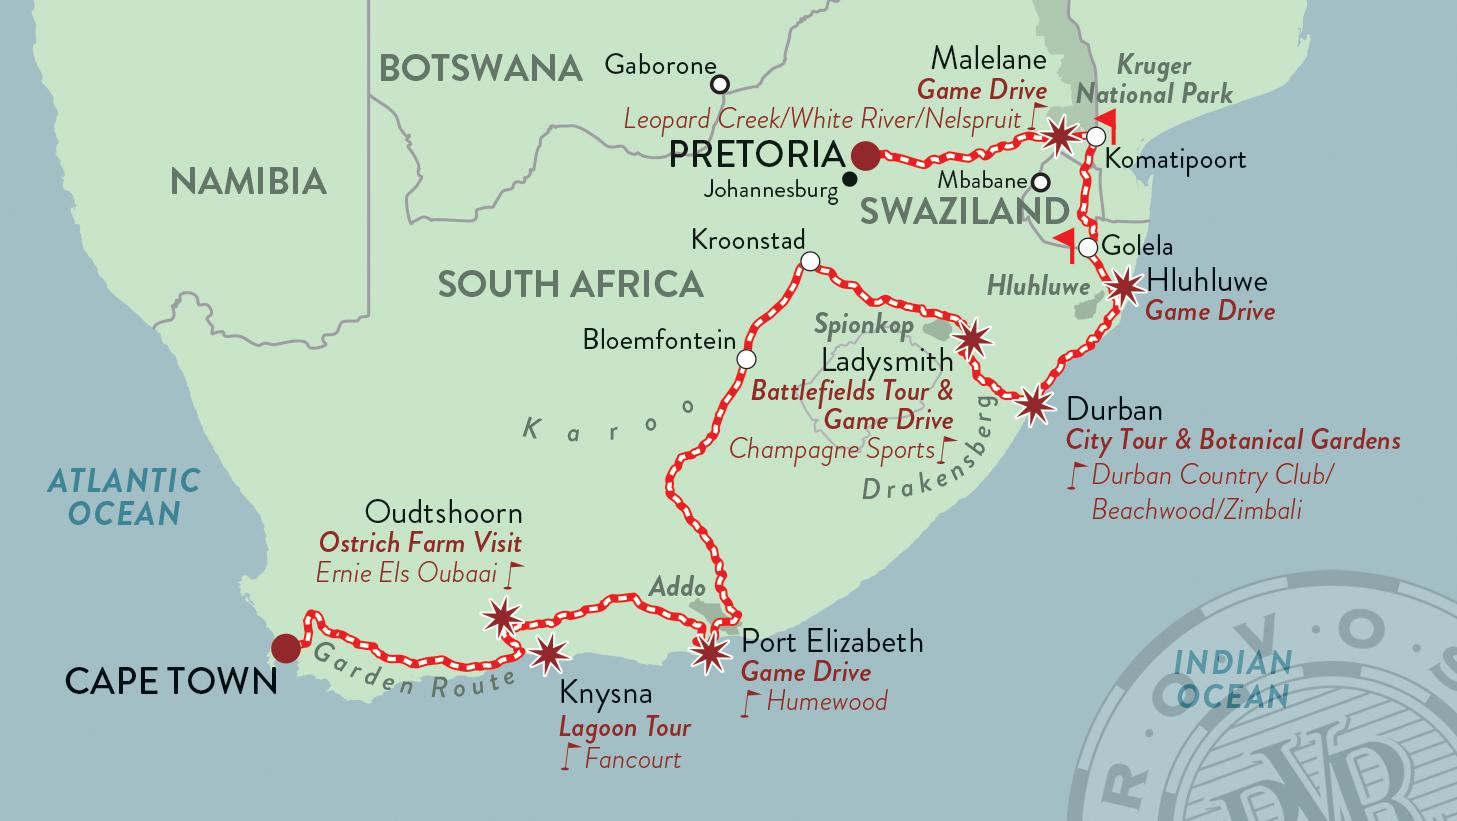 BOTSWANA
Gaborone
Malelane
Game Drive
Leopard Creek/White River/Nelspruit
Kruger
National Park
PRETORIA
Johannesburg
Komatipoort
Mbabane
SWAZILAND
NAMIBIA
Kroonstad
Golela
SOUTH AFRICA
Hluhluwe
Hluhluwe
Game Drive
Spionkop
Bloemfontein
Ladysmith
Battlefields Tour &
Game Drive
Champagne Sports
Karoo
Drakensberg
Durban
City Tour & Botanical Gardens
Durban Country Club/
Beachwood/Zimbali
ATLANTIC
OCEAN
Oudtshoorn
Ostrich Farm Visit
Ernie Els Oubaai
Addo
Port Elizabeth
Game Drive
Humewood
CAPE TOWN
Garden Route
Knysna
Lagoon Tour
Fancourt
INDIAN
OCEAN
R·O·V·O·S